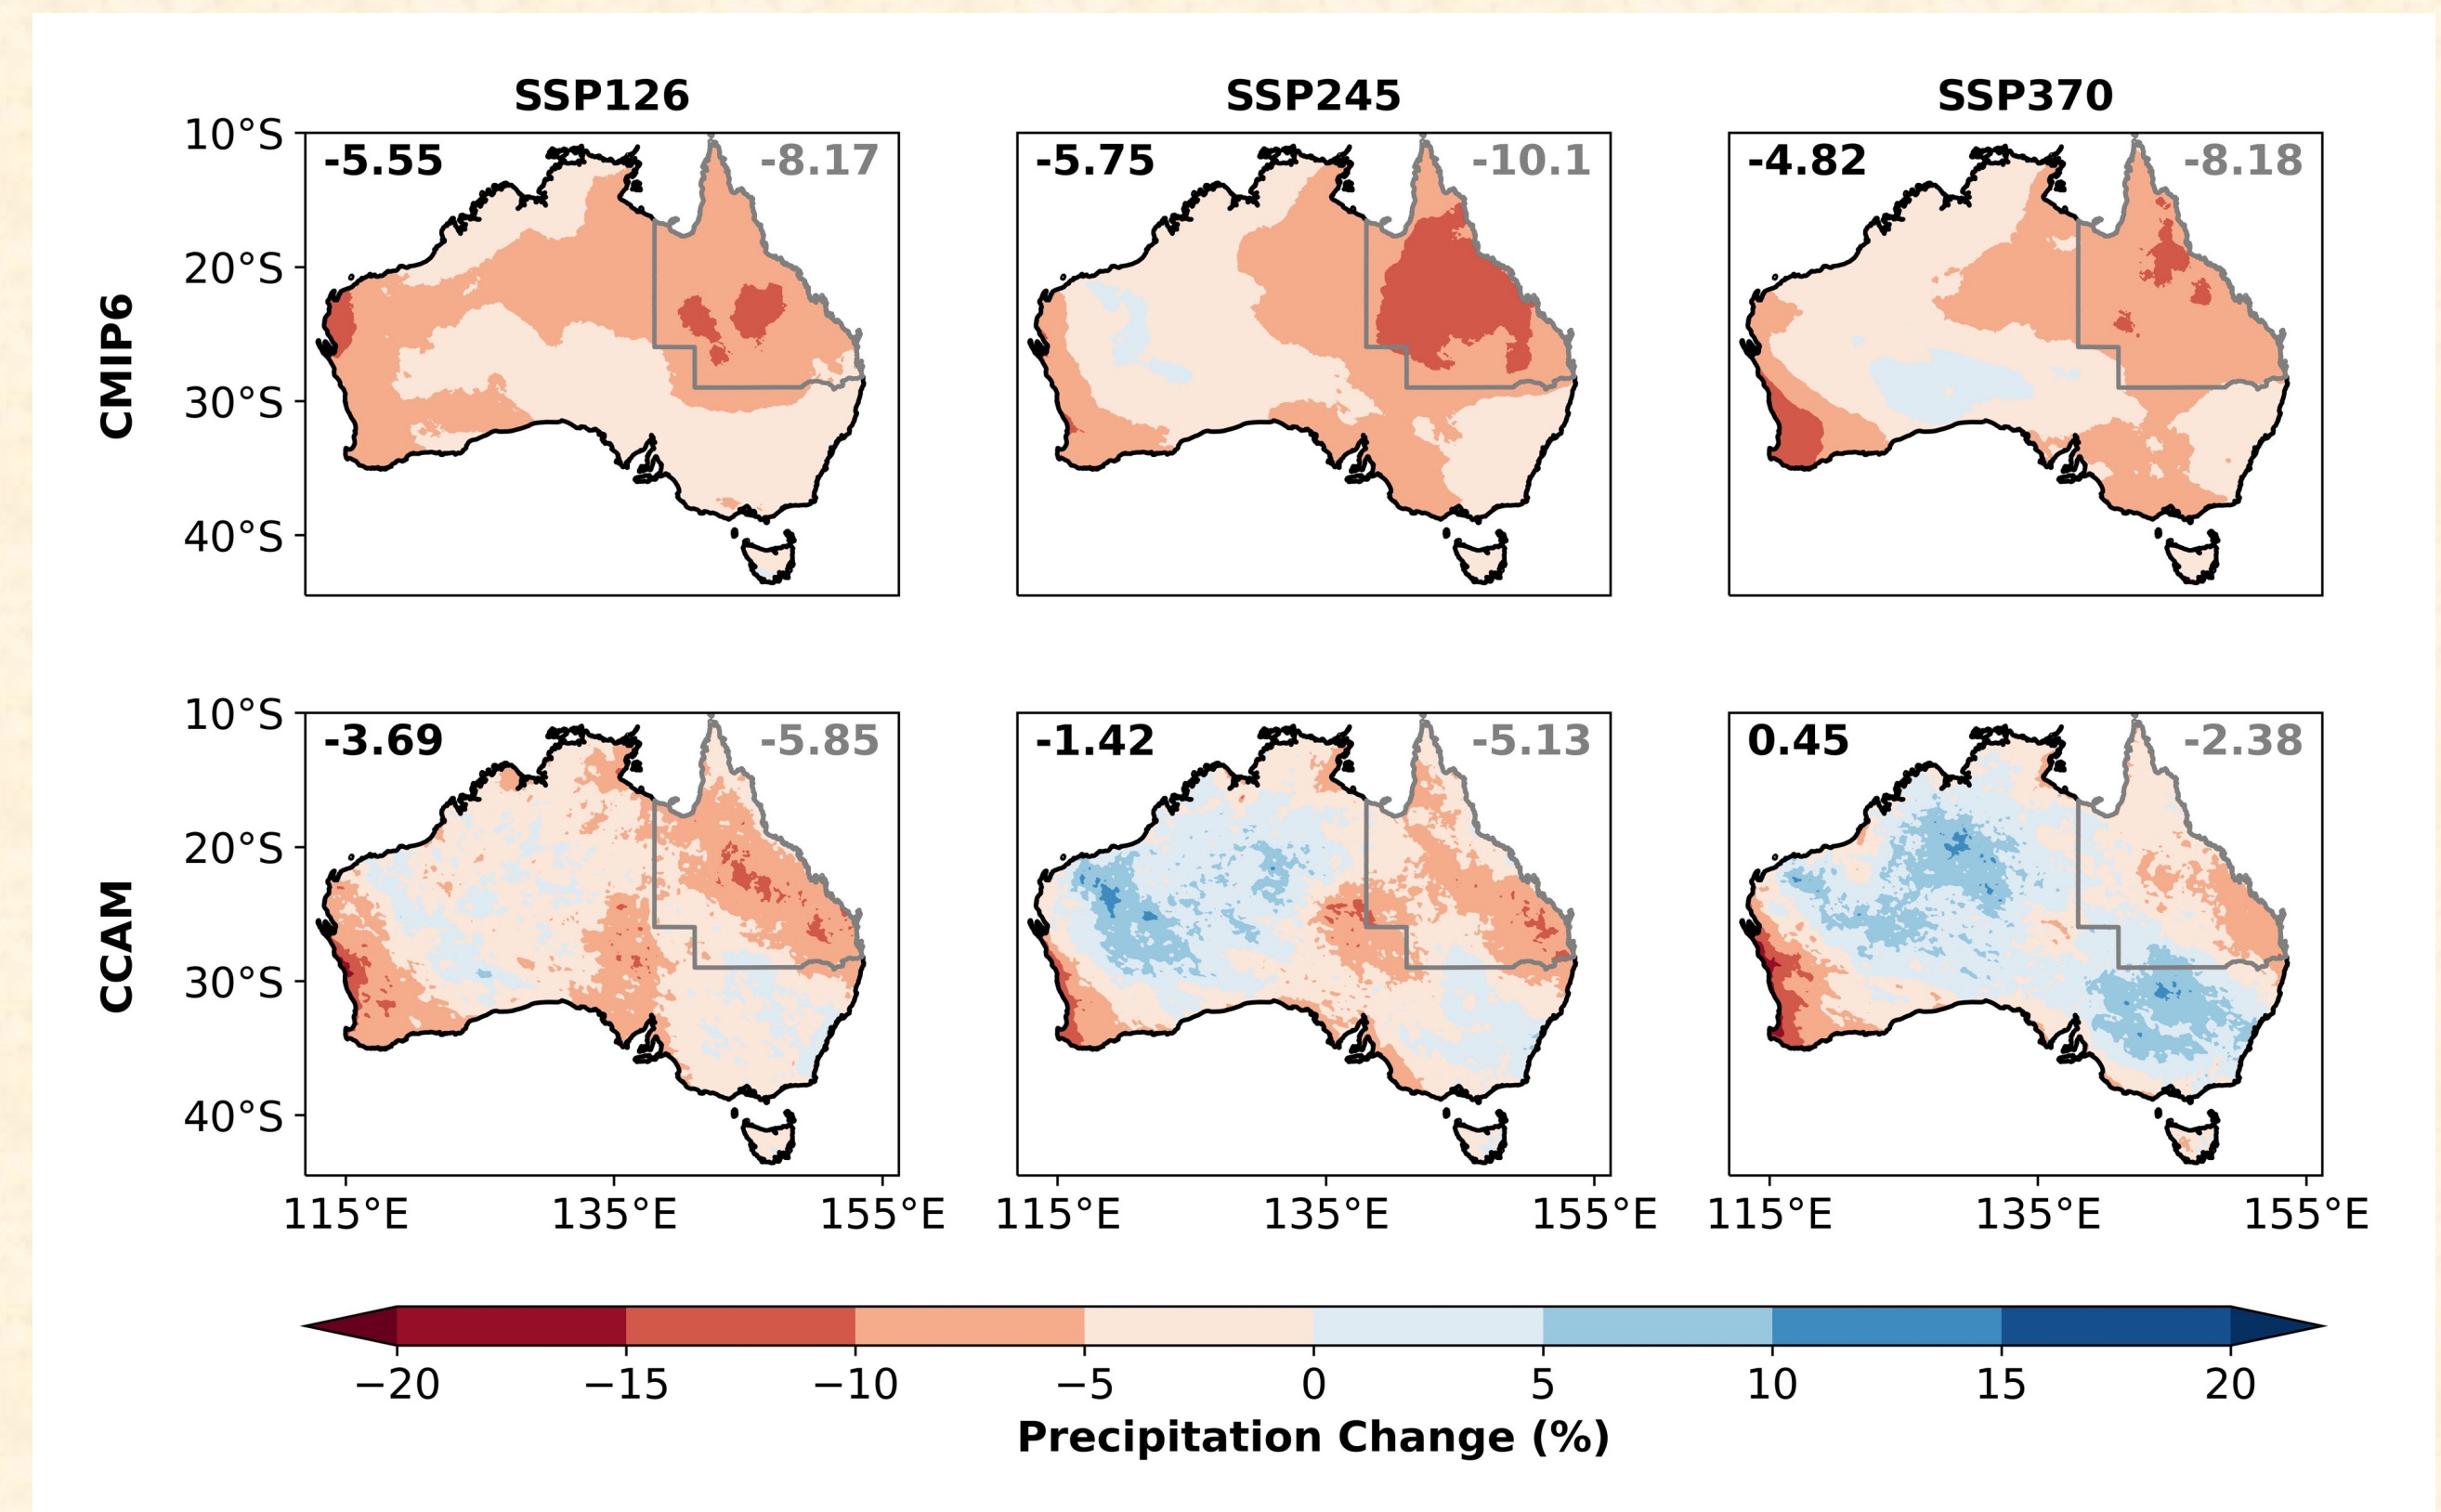 SSP126 SSP245 SSP370
10°S -5.55 -8.17 -5.75 -10.1 -4.82 -8.18
20°S
CMIP6
30°S
40°S
10°S -3.69 -5.85 -1.42 -5.13 0.45 -2.38
20°S
CCAM
30°S
40°S
115°E 135°E 155°E 115°E 135°E 155°E 115°E 135°E 155°E
−20 −15 −10 −5 0 5 10 15 20
Precipitation Change (%)